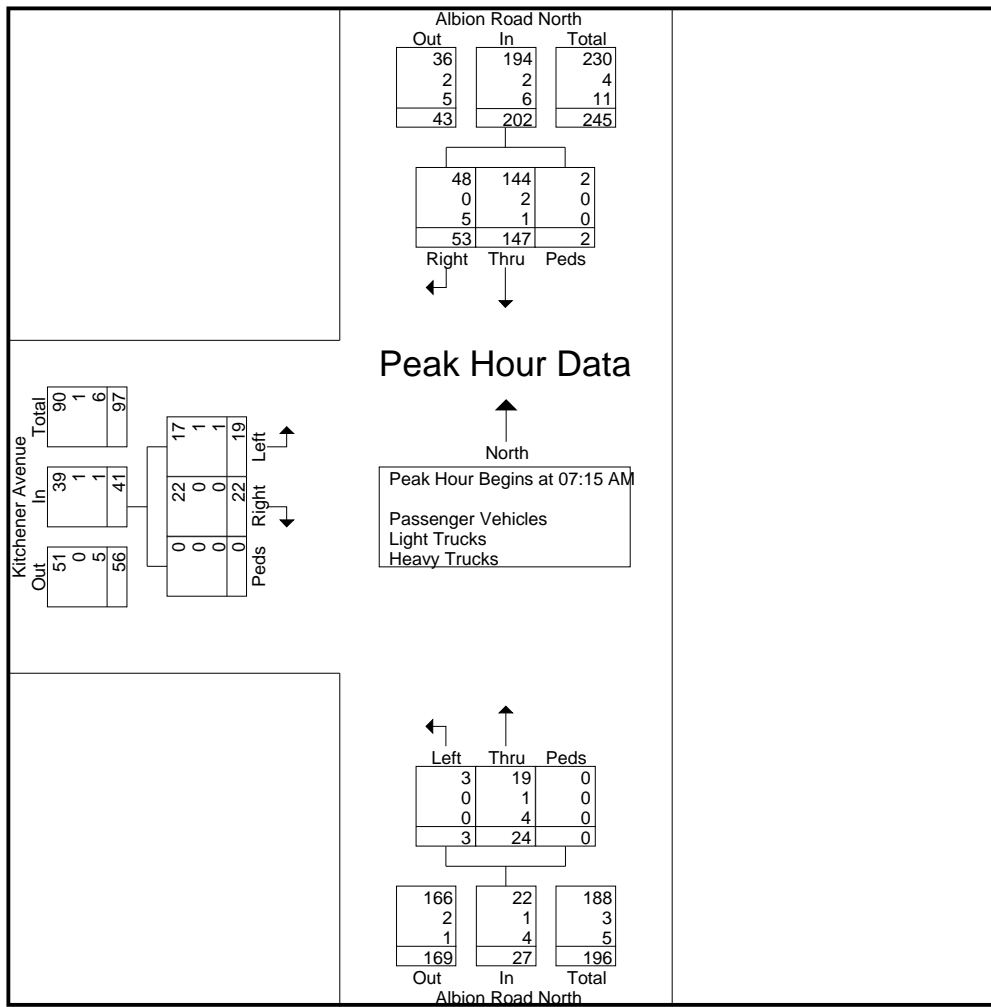 Albion Road North
Out In Total
36 194 230
2 2 4
5 6 11
43 202 245
48 144 2
0 2 0
5 1 0
53 147 2
Right Thru Peds
Peak Hour Data
North
Peak Hour Begins at 07:15 AM
Passenger Vehicles
Light Trucks
Heavy Trucks
Kitchener Avenue
Out In Total
51 39 90
0 1 1
5 1 6
56 41 97
0 22 17
0 0 1
0 0 1
0 22 19
Peds Right Left
Left Thru Peds
3 19 0
0 1 0
0 4 0
3 24 0
166 22 188
2 1 3
1 4 5
169 27 196
Out In Total
Albion Road North